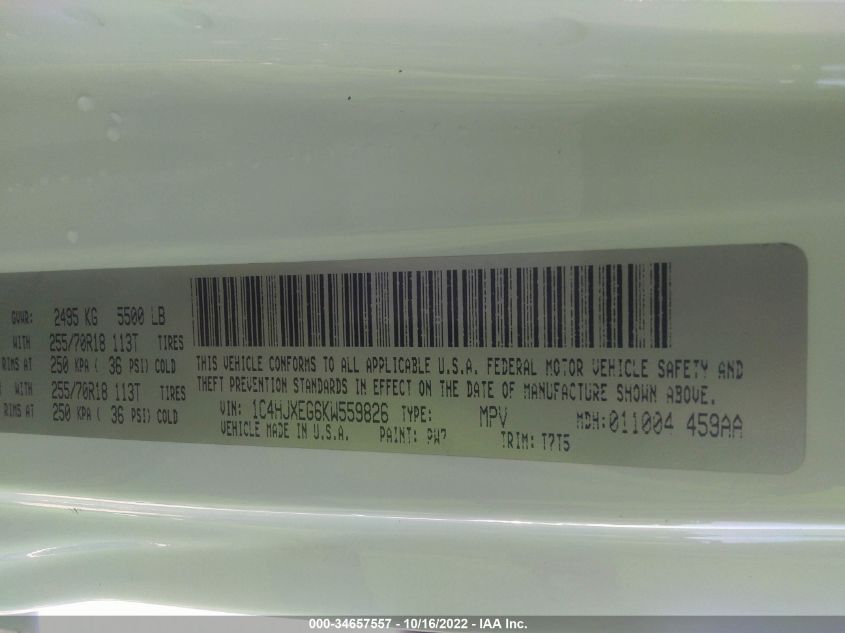 GVWR: 2495 KG 5500 LB
WITH 255/70R18 113T TIRES
RIMS AT 250 KPA ( 36 PSI) COLD
WITH 255/70R18 113T TIRES
RIMS AT 250 KPA ( 36 PSI) COLD
THIS VEHICLE CONFORMS TO ALL APPLICABLE U.S.A. FEDERAL MOTOR VEHICLE SAFETY AND
THEFT PREVENTION STANDARDS IN EFFECT ON THE DATE OF MANUFACTURE SHOWN ABOVE.
VIN: 1C4HJXEG6KW559826 TYPE: MPV MDH:011004 459AA
VEHICLE MADE IN U.S.A. PAINT: PW7 TRIM: T7T5
000-34657557 - 10/16/2022 - IAA Inc.